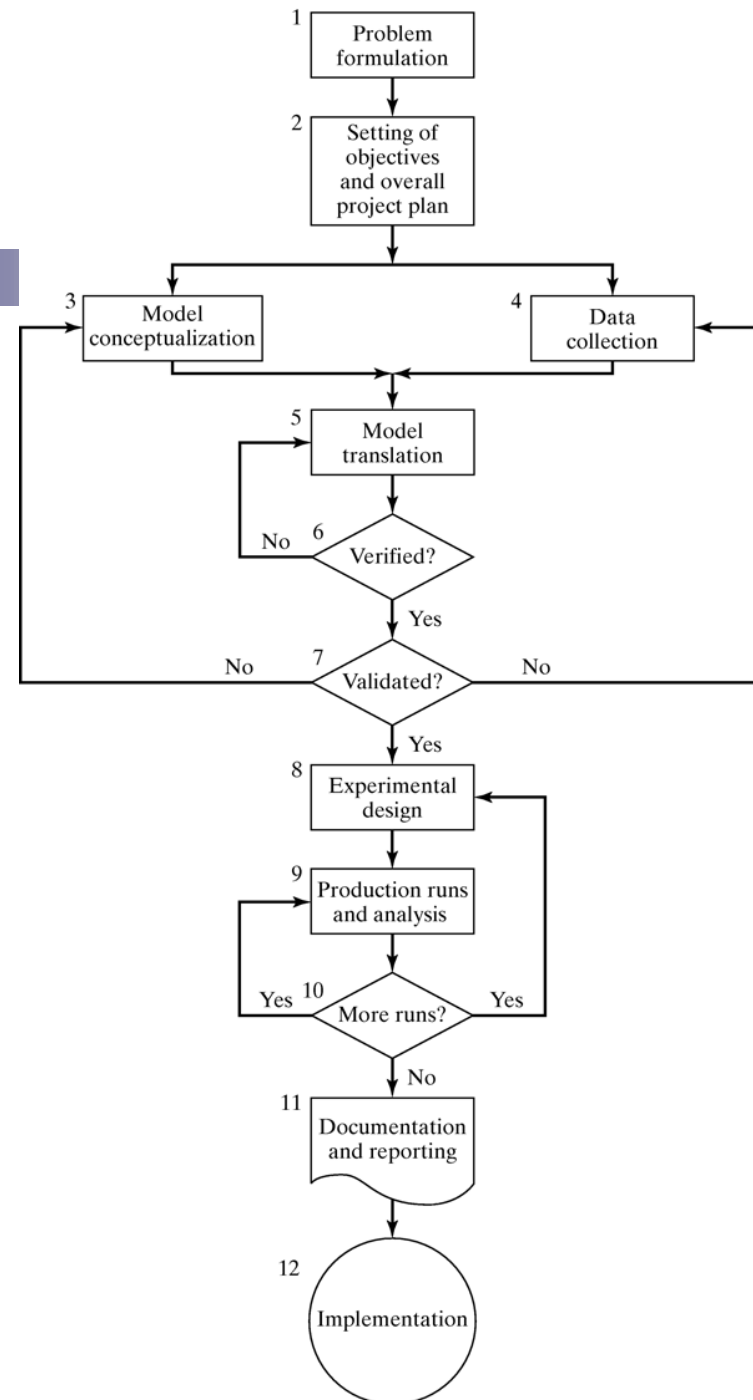 1
Problem
formulation
2
Setting of
objectives
and overall
project plan
3
Model
conceptualization
4
Data
collection
5
Model
translation
6
No
Verified?
Yes
No
7
Validated?
No
Yes
8
Experimental
design
9
Production runs
and analysis
Yes
10
More runs?
Yes
No
11
Documentation
and reporting
12
Implementation